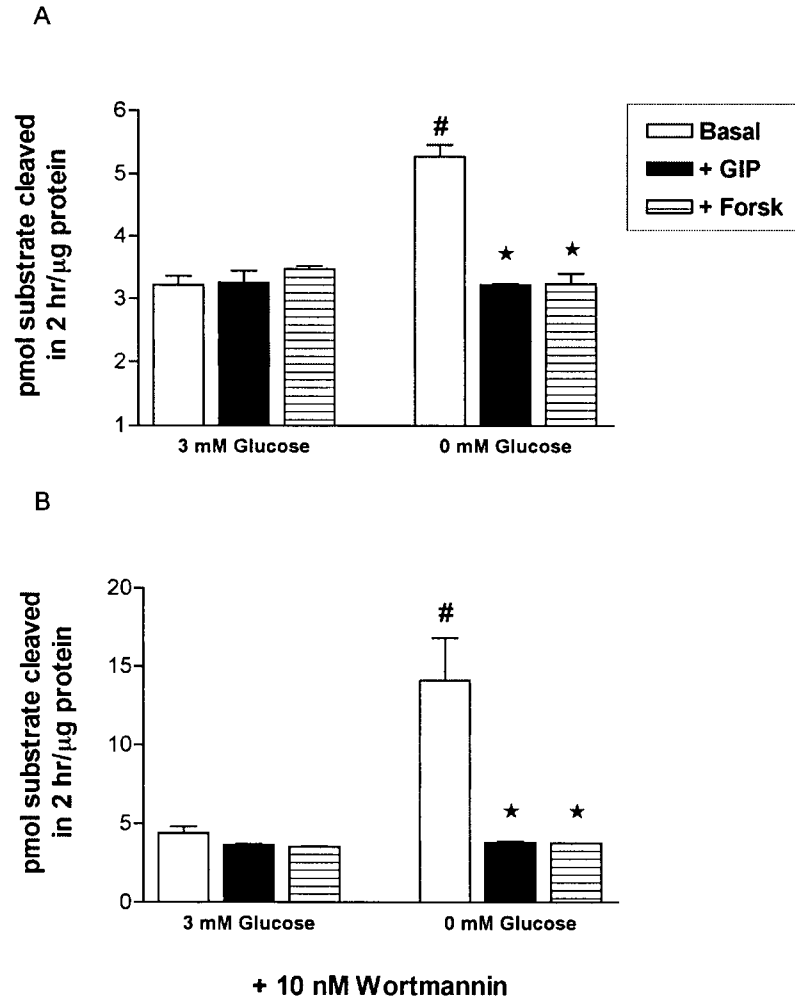 A
pmol substrate cleaved
in 2 hr/μg protein
6
5
4
3
2
1
#
★
★
3 mM Glucose
0 mM Glucose
Basal
+ GIP
+ Forsk
B
pmol substrate cleaved
in 2 hr/μg protein
20
15
10
5
0
#
★
★
3 mM Glucose
0 mM Glucose
+ 10 nM Wortmannin